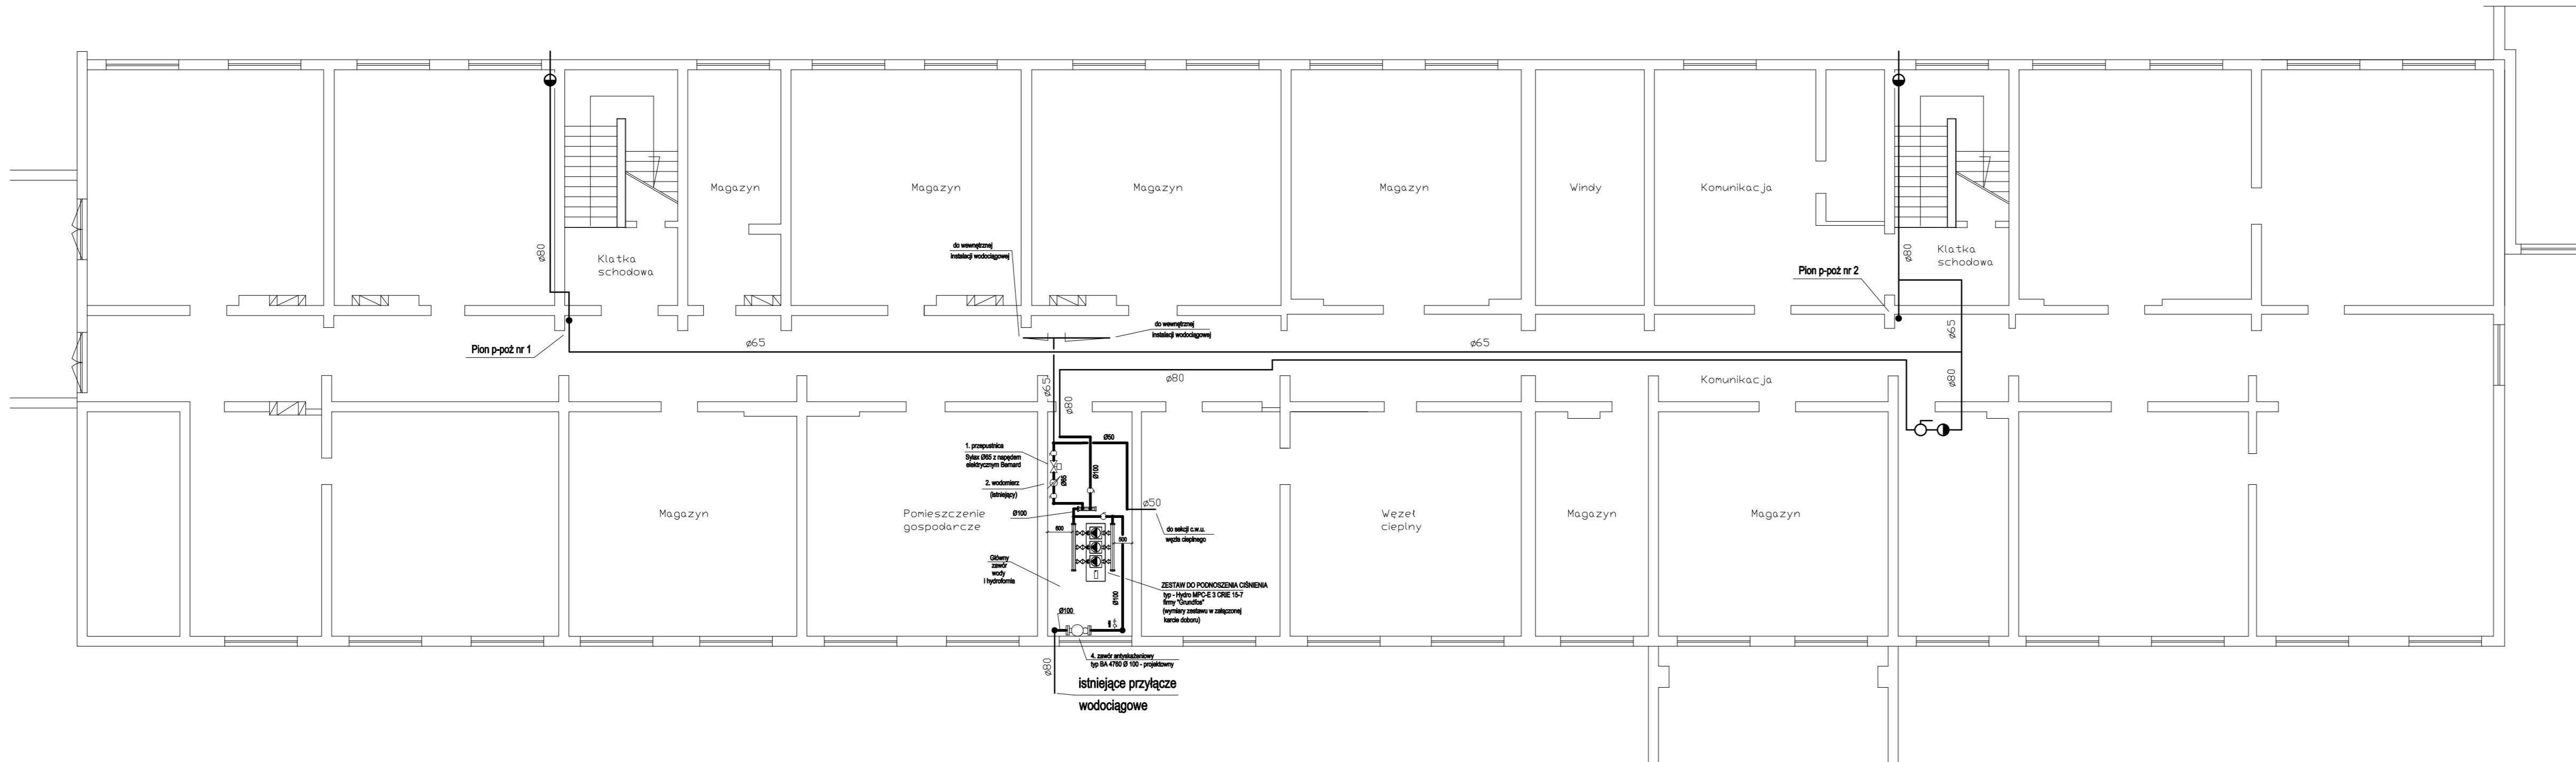 Magazyn
Magazyn
Magazyn
Magazyn
Windy
Komunikacja
ø80
Klatka
schodowa
do wewnętrznej
instalacji wodociągowej
Pion p-poż nr 2
ø80
Klatka
schodowa
do wewnętrznej
instalacji wodociągowej
Pion p-poż nr 1
ø65
ø65
ø65
ø65
ø80
ø80
Komunikacja
ø80
1. przepustnica
Sylax Ø65 z napędem
elektrycznym Bernard
2. wodomierz
(istniejący)
Ø50
Ø100
Ø65
Ø100
ø50
do sekcji c.w.u.
węzła cieplnego
Magazyn
Pomieszczenie
gospodarcze
Węzeł
cieplny
Magazyn
Magazyn
600
500
Główny
zawór
wody
i hydrofornia
ZESTAW DO PODNOSZENIA CIŚNIENIA
typ - Hydro MPC-E 3 CRIE 15-7
firmy "Grundfos"
(wymiary zestawu w załączonej
karcie doboru)
Ø100
Ø100
4. zawór antyskażeniowy
typ BA 4760 Ø 100 - projektowny
ø80
istniejące przyłącze
wodociągowe